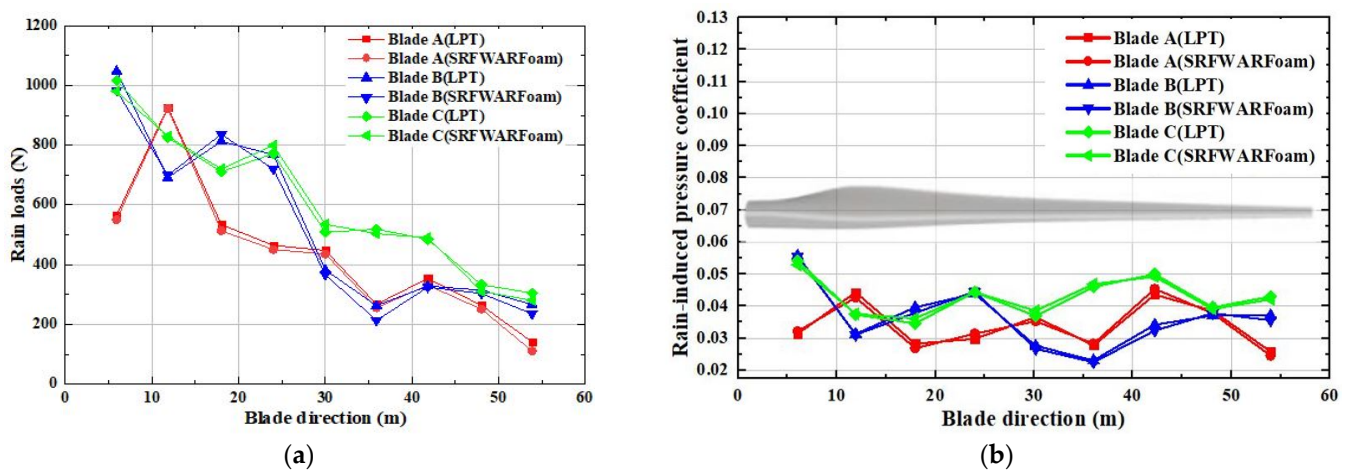 1200
1000
800
600
400
200
0
Rain loads (N)
Blade A(LPT)
Blade A(SRFWARFoam)
Blade B(LPT)
Blade B(SRFWARFoam)
Blade C(LPT)
Blade C(SRFWARFoam)
0 10 20 30 40 50 60
Blade direction (m)
(a)
0.13
0.12
0.11
0.10
0.09
0.08
0.07
0.06
0.05
0.04
0.03
0.02
Rain-induced pressure coefficient
Blade A(LPT)
Blade A(SRFWARFoam)
Blade B(LPT)
Blade B(SRFWARFoam)
Blade C(LPT)
Blade C(SRFWARFoam)
0 10 20 30 40 50 60
Blade direction (m)
(b)